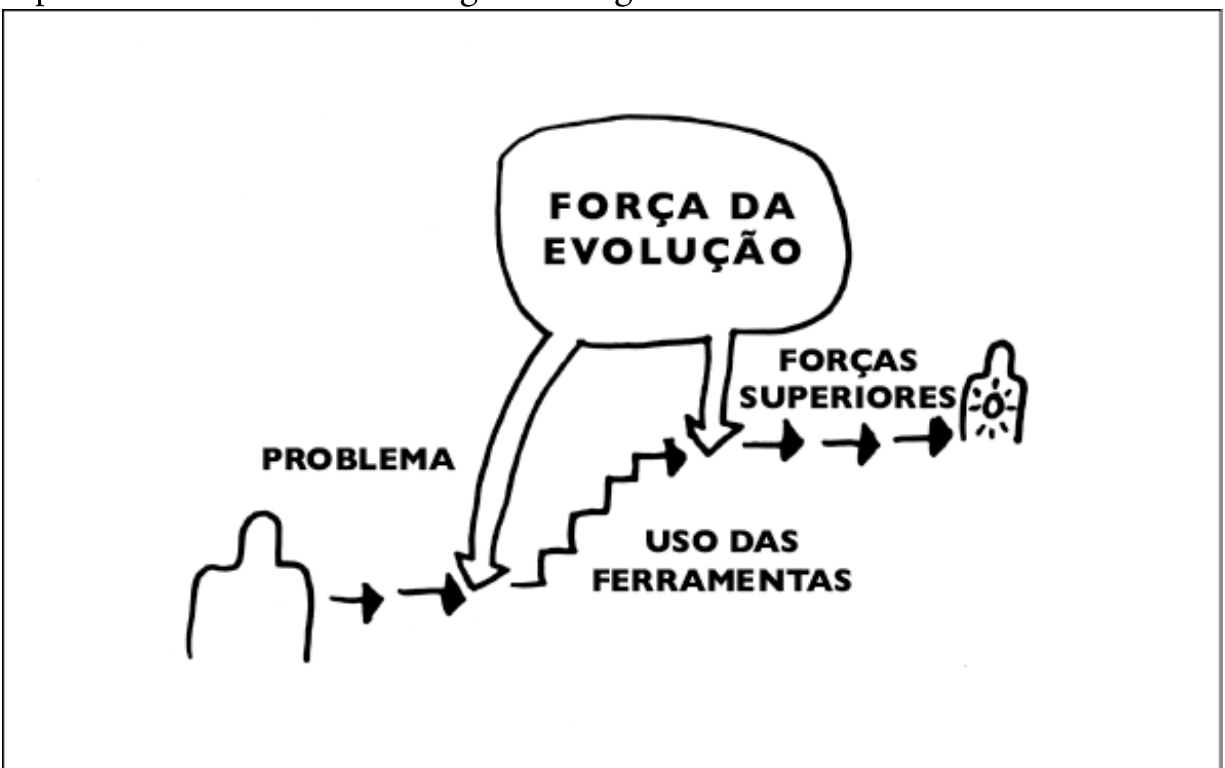 FORÇA DA
EVOLUÇÃO
FORÇAS
SUPERIORES
PROBLEMA
USO DAS
FERRAMENTAS